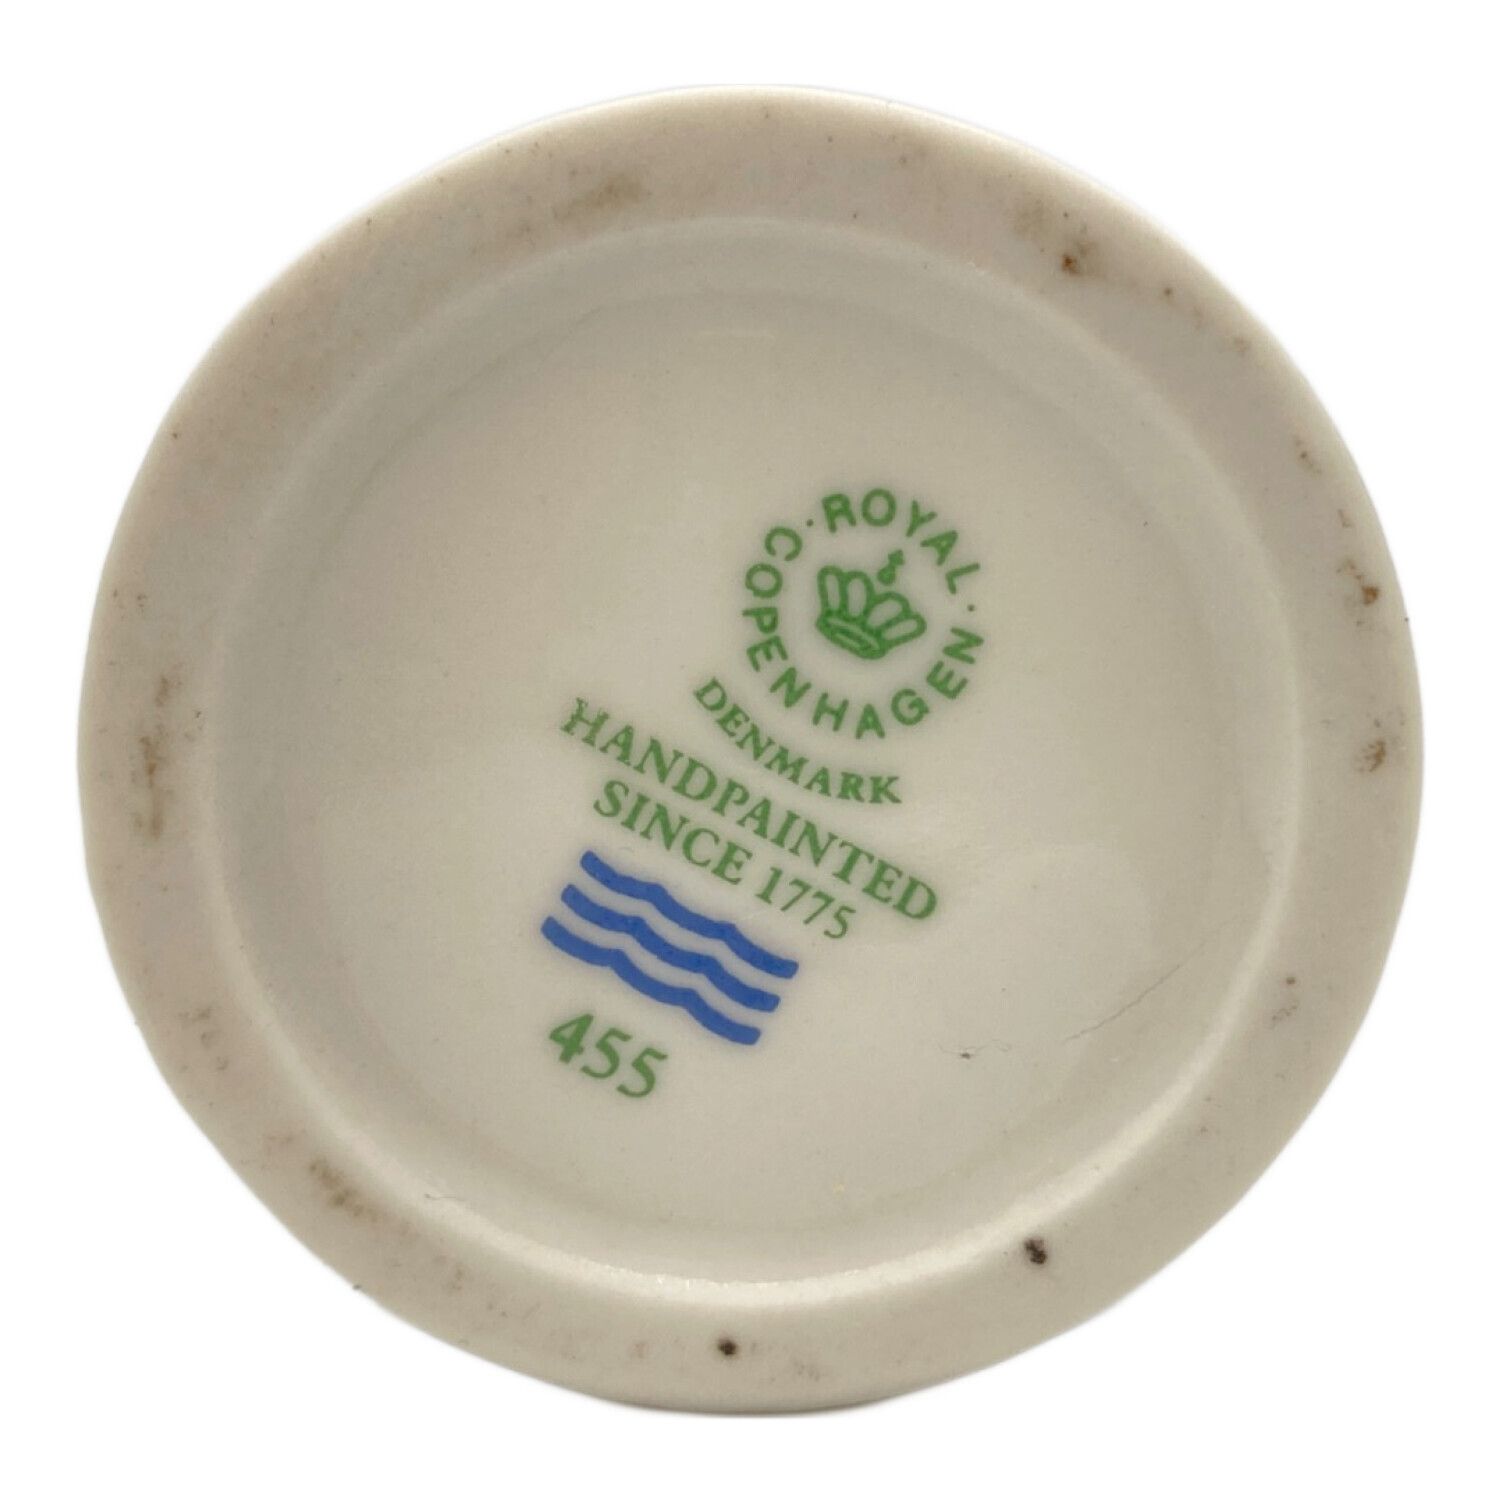 ROYAL
COPENHAGEN
DENMARK
HANDPAINTED
SINCE 1775
455